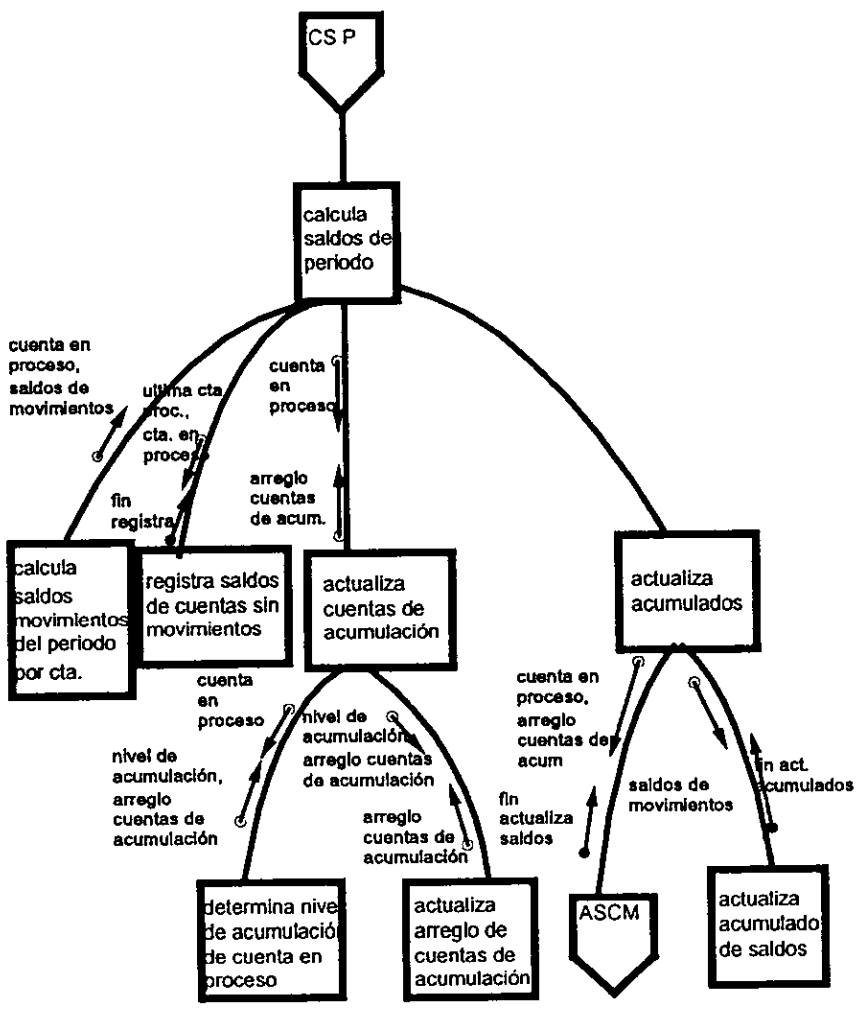 CS P
calcula
saldos de
periodo
cuenta en
proceso,
saldos de
movimientos
ultima cta
proc.,
cta. en
proceso
fin
registra
cuenta
en
proceso
arreglo
cuentas
de acum.
calcula
saldos
movimientos
del periodo
por cta.
registra saldos
de cuentas sin
movimientos
actualiza
cuentas de
acumulación
actualiza
acumulados
cuenta
en
proceso
nivel de
acumulación,
arreglo
cuentas de
acumulación
nivel de
acumulación,
arreglo cuentas
de acumulación
arreglo
cuentas de
acumulación
cuenta en
proceso,
arreglo
cuentas de
acum
fin
actualiza
saldos
saldos de
movimientos
fin act.
acumulados
determina nive
de acumulación
de cuenta en
proceso
actualiza
arreglo de
cuentas de
acumulación
ASCM
actualiza
acumulado
de saldos